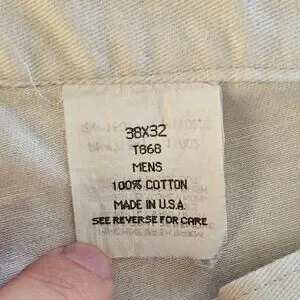 38X32
T868
MENS
100% COTTON
MADE IN U.S.A.
SEE REVERSE FOR CARE